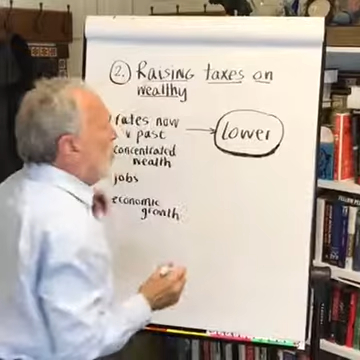 2. Raising taxes on
wealthy
rates now
v past
lower
concentrated
wealth
jobs
economic
growth